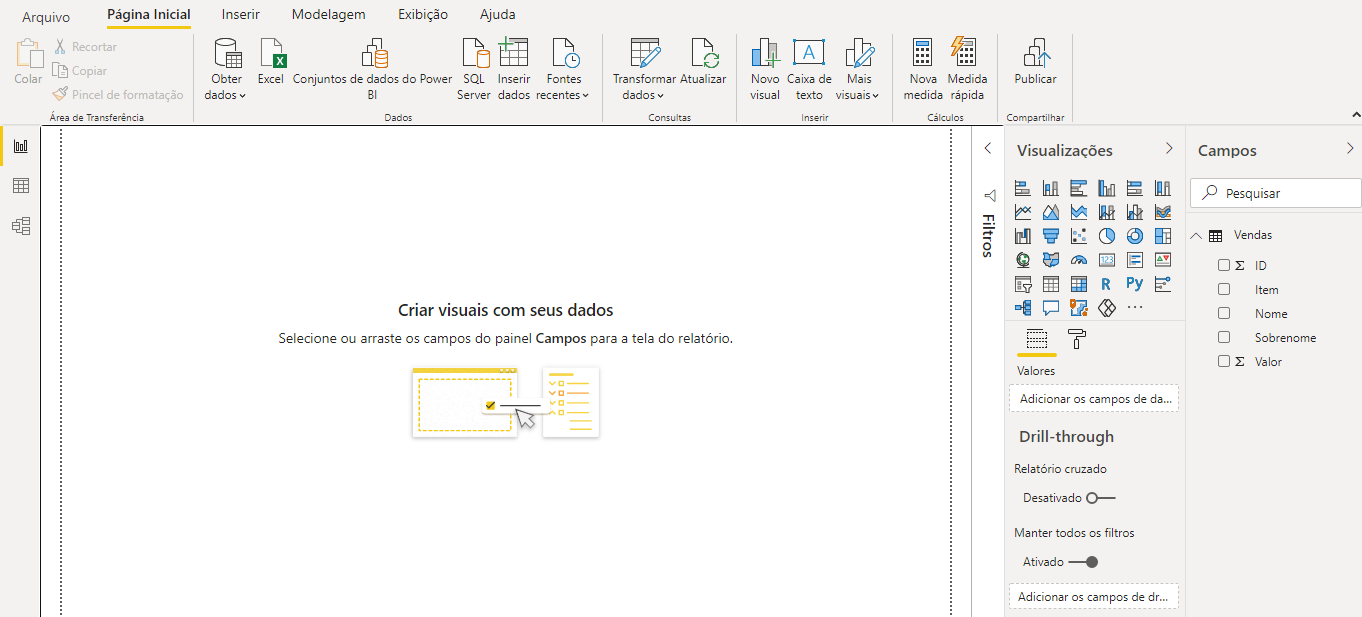 Arquivo Página Inicial Inserir Modelagem Exibição Ajuda
Colar
Recortar
Copiar
Pincel de formatação
Área de Transferência
Obter dados
Excel
Conjuntos de dados do Power BI
SQL Server
Inserir dados
Fontes recentes
Dados
Transformar dados
Atualizar
Consultas
Novo visual
Caixa de texto
Mais visuais
Inserir
Nova medida
Medida rápida
Cálculos
Publicar
Compartilhar
Criar visuais com seus dados
Selecione ou arraste os campos do painel Campos para a tela do relatório.
Filtros
Visualizações
123
R
Py
...
Valores
Adicionar os campos de da...
Drill-through
Relatório cruzado
Desativado
Manter todos os filtros
Ativado
Adicionar os campos de dr...
Campos
Pesquisar
Vendas
Σ ID
Item
Nome
Sobrenome
Σ Valor